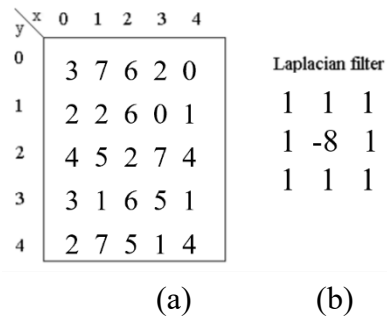 x 0 1 2 3 4
y
0 3 7 6 2 0
1 2 2 6 0 1
2 4 5 2 7 4
3 3 1 6 5 1
4 2 7 5 1 4
Laplacian filter
1 1 1
1 -8 1
1 1 1
(a) (b)